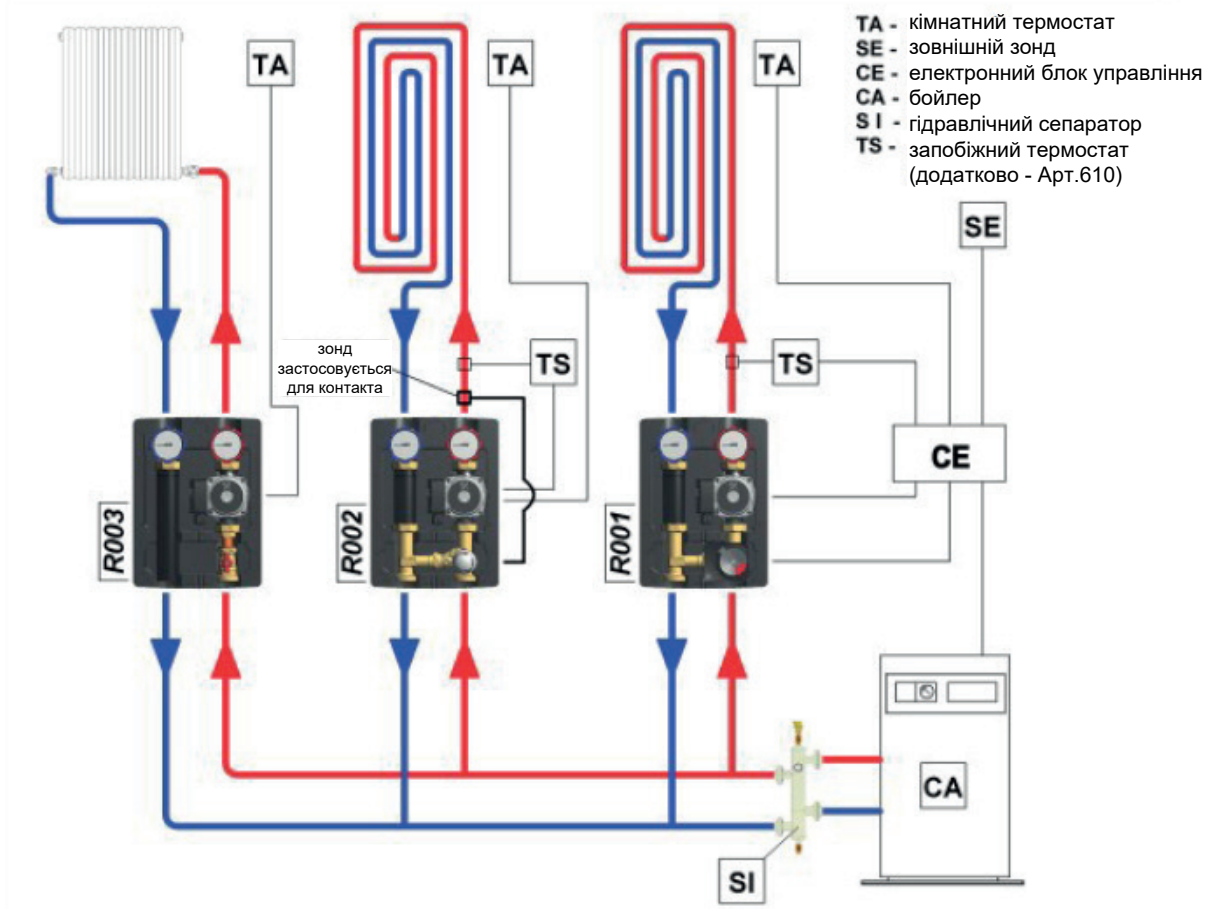 TA - кімнатний термостат
SE - зовнішній зонд
CE - електронний блок управління
CA - бойлер
S I - гідравлічний сепаратор
TS - запобіжний термостат
(додатково - Арт.610)
TA
TA
TA
SE
зонд
застосовується
для контакта
TS
TS
CE
R003
R002
R001
CA
SI